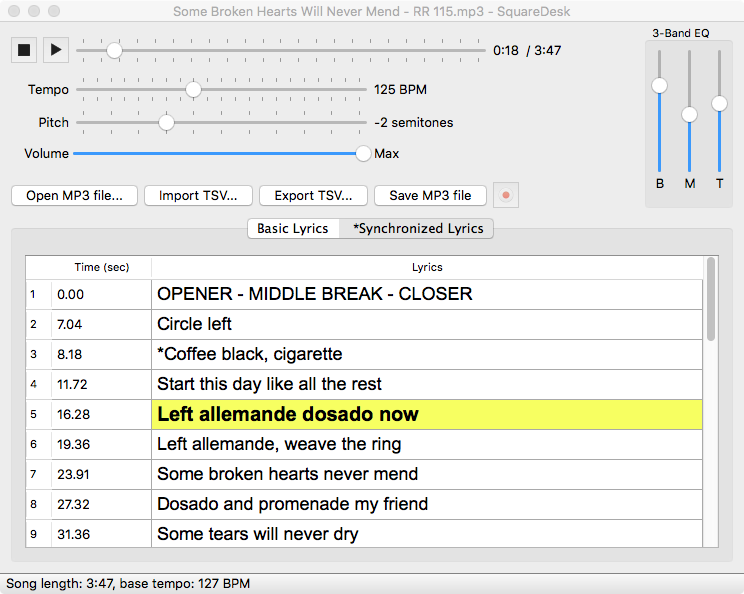 Some Broken Hearts Will Never Mend - RR 115.mp3 - SquareDesk
3-Band EQ
0:18 / 3:47
Tempo 125 BPM
Pitch -2 semitones
Volume Max
B M T
Open MP3 file... Import TSV... Export TSV... Save MP3 file
Basic Lyrics *Synchronized Lyrics
Time (sec) Lyrics
1 0.00 OPENER - MIDDLE BREAK - CLOSER
2 7.04 Circle left
3 8.18 *Coffee black, cigarette
4 11.72 Start this day like all the rest
5 16.28 Left allemande dosado now
6 19.36 Left allemande, weave the ring
7 23.91 Some broken hearts never mend
8 27.32 Dosado and promenade my friend
9 31.36 Some tears will never dry
Song length: 3:47, base tempo: 127 BPM